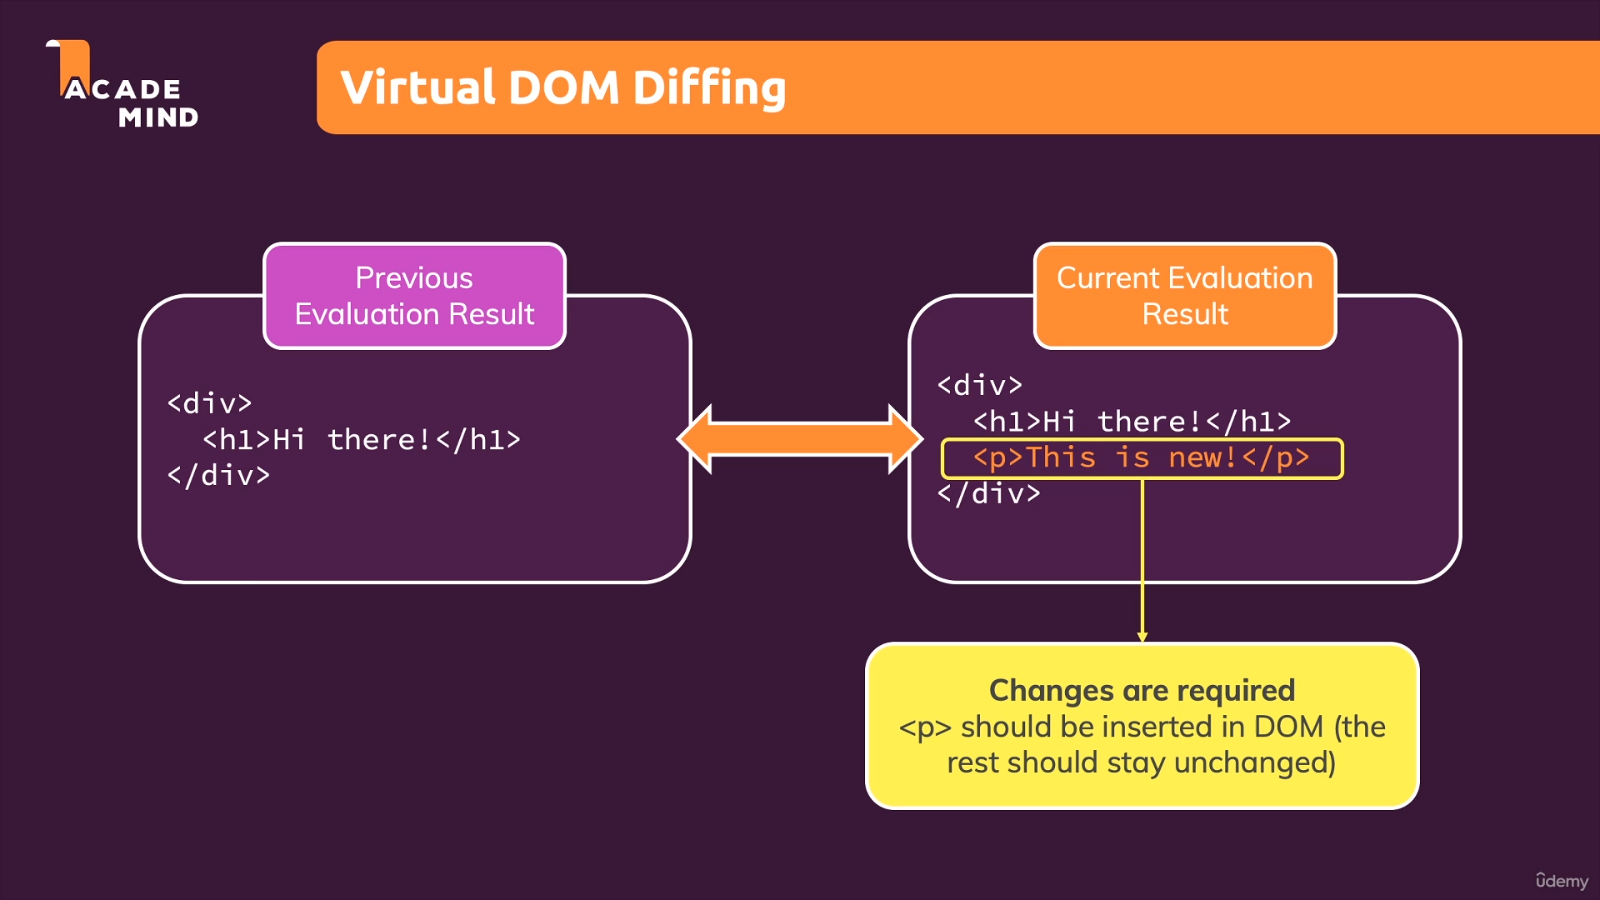 ACADE
MIND
Virtual DOM Diffing
Previous
Evaluation Result
<div>
<h1>Hi there!</h1>
</div>
Current Evaluation
Result
<div>
<h1>Hi there!</h1>
<p>This is new!</p>
</div>
Changes are required
<p> should be inserted in DOM (the
rest should stay unchanged)
ûdemy